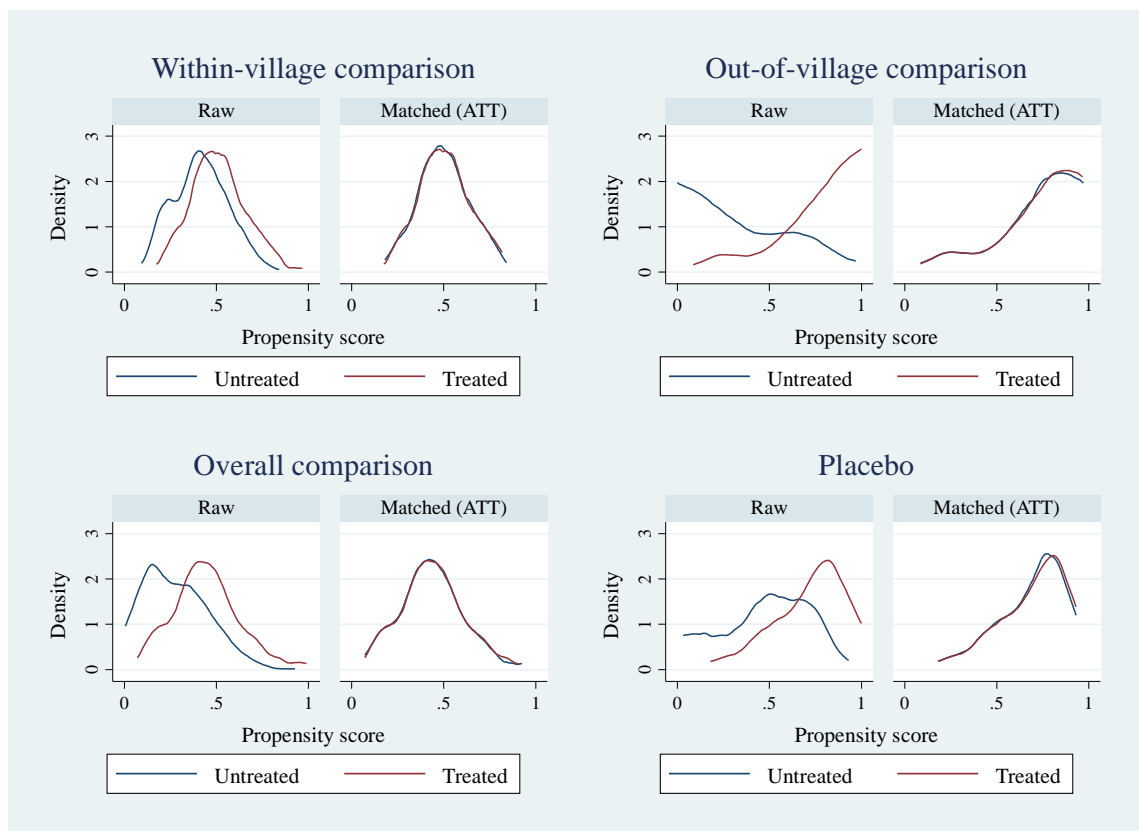 Within-village comparison
Raw
Matched (ATT)
Density
0
1
2
3
0
.5
1
0
.5
1
Propensity score
Untreated
Treated
Out-of-village comparison
Raw
Matched (ATT)
Density
0
1
2
3
0
.5
1
0
.5
1
Propensity score
Untreated
Treated
Overall comparison
Raw
Matched (ATT)
Density
0
1
2
3
0
.5
1
0
.5
1
Propensity score
Untreated
Treated
Placebo
Raw
Matched (ATT)
Density
0
1
2
3
0
.5
1
0
.5
1
Propensity score
Untreated
Treated